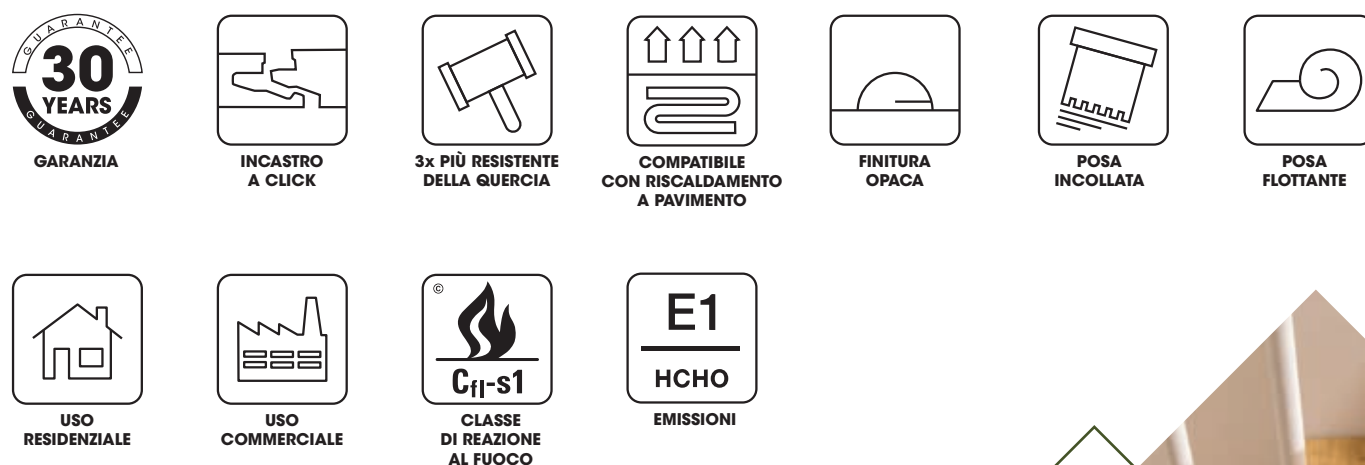 GUARANTEE
30
YEARS
GUARANTEE
GARANZIA
INCASTRO
A CLICK
3x PIÙ RESISTENTE
DELLA QUERCIA
COMPATIBILE
CON RISCALDAMENTO
A PAVIMENTO
FINITURA
OPACA
POSA
INCOLLATA
POSA
FLOTTANTE
USO
RESIDENZIALE
USO
COMMERCIALE
©
Cfl-s1
CLASSE
DI REAZIONE
AL FUOCO
E1
HCHO
EMISSIONI